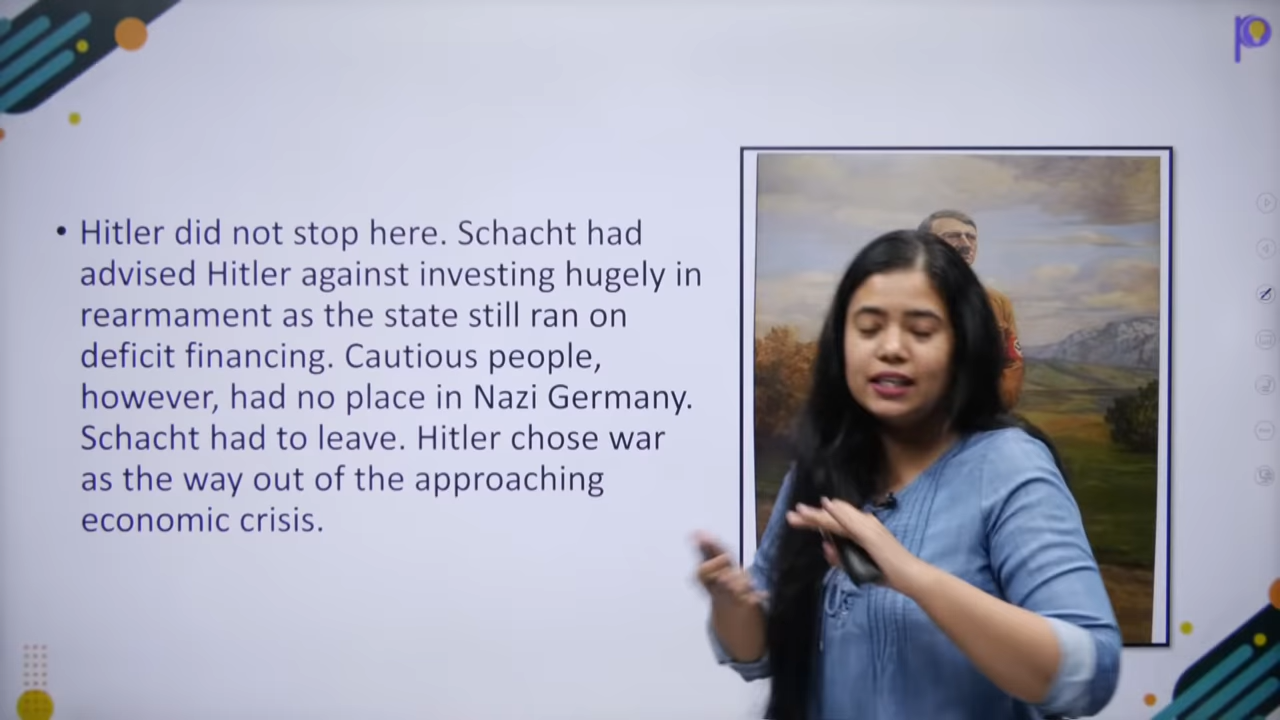 • Hitler did not stop here. Schacht had
advised Hitler against investing hugely in
rearmament as the state still ran on
deficit financing. Cautious people,
however, had no place in Nazi Germany.
Schacht had to leave. Hitler chose war
as the way out of the approaching
economic crisis.